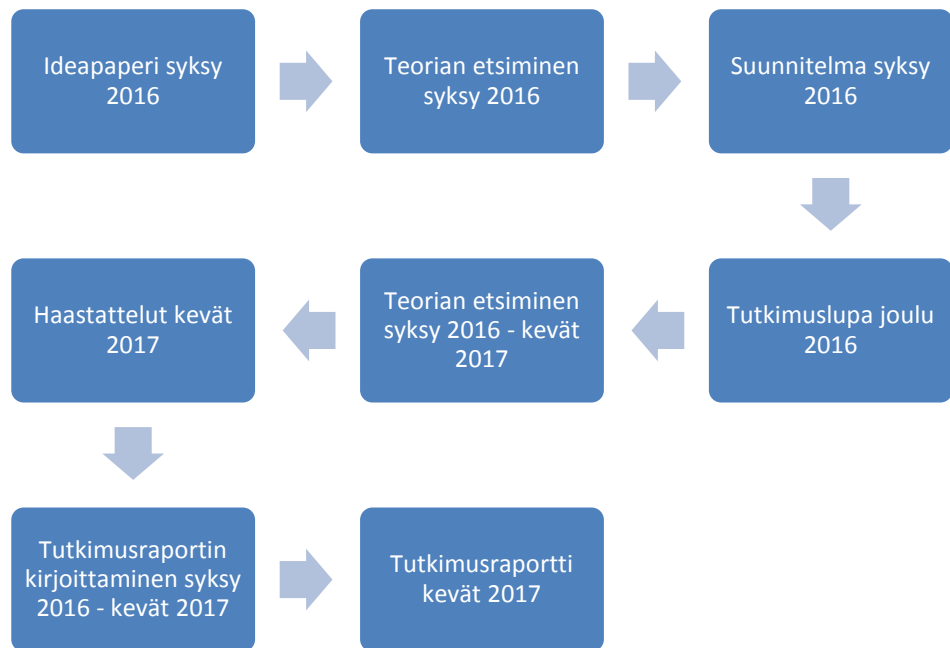 Ideapaperi syksy
2016
Teorian etsiminen
syksy 2016
Suunnitelma syksy
2016
Tutkimuslupa joulu
2016
Teorian etsiminen
syksy 2016 - kevät
2017
Haastattelut kevät
2017
Tutkimusraportin
kirjoittaminen syksy
2016 - kevät 2017
Tutkimusraportti
kevät 2017